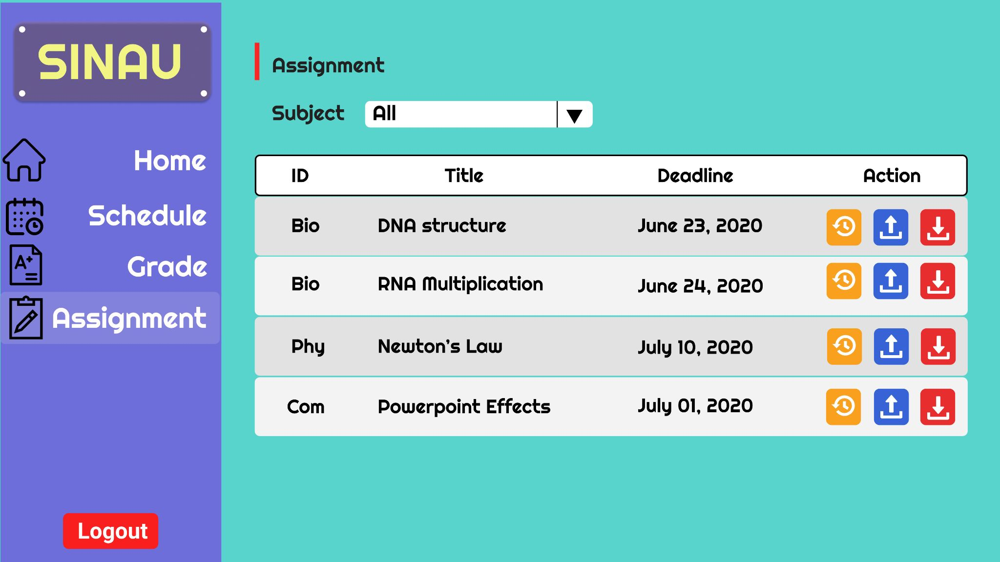 SINAU
Home
Schedule
A+
Grade
Assignment
Logout
Assignment
Subject All
ID Title Deadline Action
Bio DNA structure June 23, 2020
Bio RNA Multiplication June 24, 2020
Phy Newton's Law July 10, 2020
Com Powerpoint Effects July 01, 2020